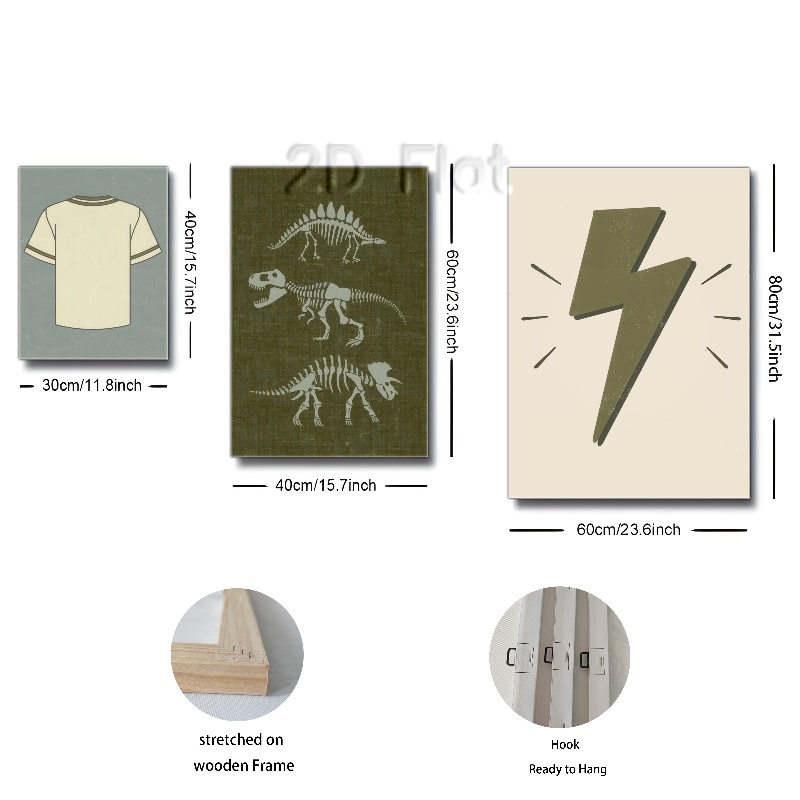 2D Flat
40cm/15.7inch
30cm/11.8inch
60cm/23.6inch
40cm/15.7inch
80cm/31.5inch
60cm/23.6inch
stretched on
wooden Frame
Hook
Ready to Hang